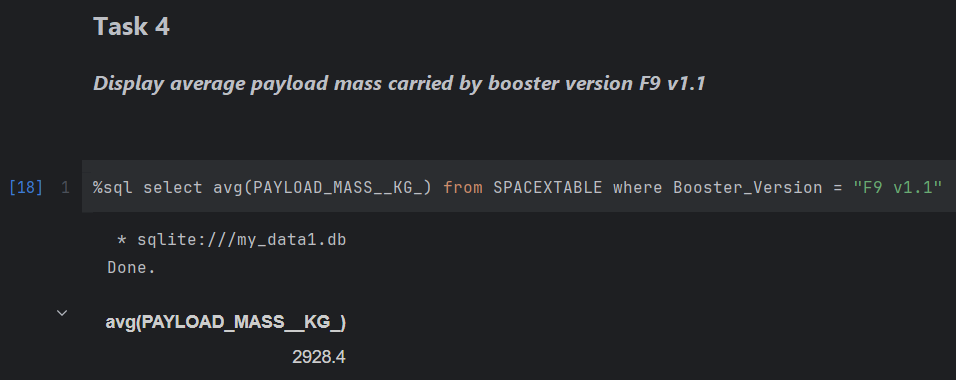 Task 4
Display average payload mass carried by booster version F9 v1.1
[18] 1 %sql select avg(PAYLOAD_MASS__KG_) from SPACEXTABLE where Booster_Version = "F9 v1.1"
* sqlite:///my_data1.db
Done.
avg(PAYLOAD_MASS__KG_)
2928.4